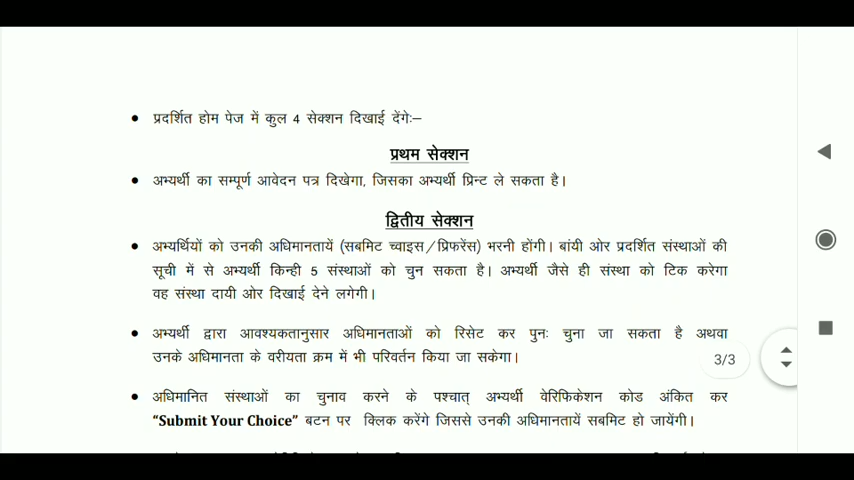 • प्रदर्शित होम पेज में कुल 4 सेक्शन दिखाई देंगेः–
प्रथम सेक्शन
• अभ्यर्थी का सम्पूर्ण आवेदन पत्र दिखेगा, जिसका अभ्यर्थी प्रिन्ट ले सकता है।
द्वितीय सेक्शन
• अभ्यर्थियों को उनकी अधिमानतायें (सबमिट च्वाइस/प्रिफरेंस) भरनी होंगी। बांयी ओर प्रदर्शित संस्थाओं की
सूची में से अभ्यर्थी किन्ही 5 संस्थाओं को चुन सकता है। अभ्यर्थी जैसे ही संस्था को टिक करेगा
वह संस्था दायी ओर दिखाई देने लगेगी।
• अभ्यर्थी द्वारा आवश्यकतानुसार अधिमानताओं को रिसेट कर पुनः चुना जा सकता है अथवा
उनके अधिमानता के वरीयता क्रम में भी परिवर्तन किया जा सकेगा।
3/3
• अधिमानित संस्थाओं का चुनाव करने के पश्चात् अभ्यर्थी वेरिफिकेशन कोड अंकित कर
“Submit Your Choice” बटन पर क्लिक करेंगे जिससे उनकी अधिमानतायें सबमिट हो जायेंगी।